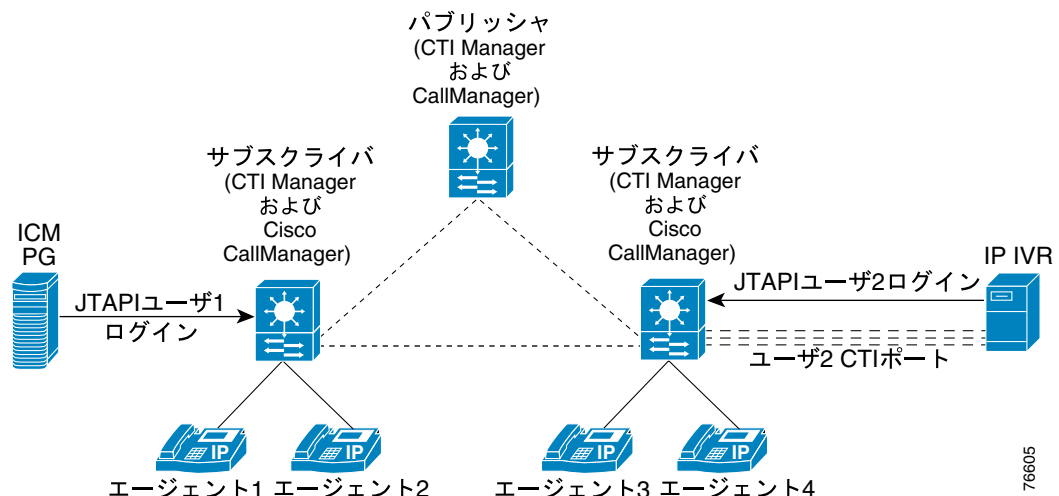 パブリッシャ
(CTI Manager
および
CallManager)
サブスクライバ
(CTI Manager
および
Cisco
CallManager)
サブスクライバ
(CTI Manager
および
Cisco
CallManager)
ICM
PG
IP IVR
JTAPIユーザ1
ログイン
JTAPIユーザ2ログイン
ユーザ2 CTIポート
IP
IP
IP
IP
エージェント1
エージェント2
エージェント3
エージェント4
76605